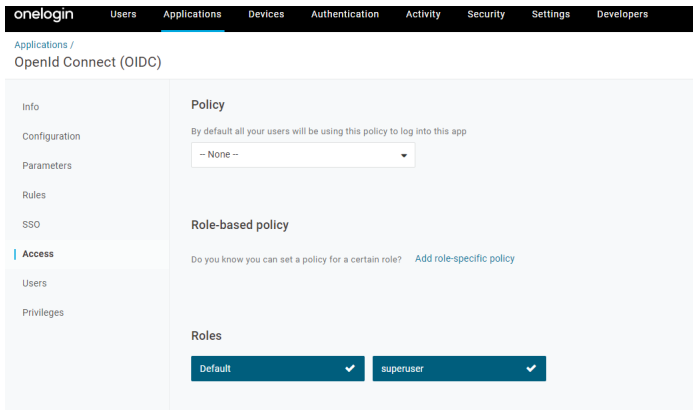 onelogin Users Applications Devices Authentication Activity Security Settings Developers
Applications /
OpenId Connect (OIDC)
Info
Configuration
Parameters
Rules
SSO
Access
Users
Privileges
Policy
By default all your users will be using this policy to log into this app
-- None --
Role-based policy
Do you know you can set a policy for a certain role? Add role-specific policy
Roles
Default superuser